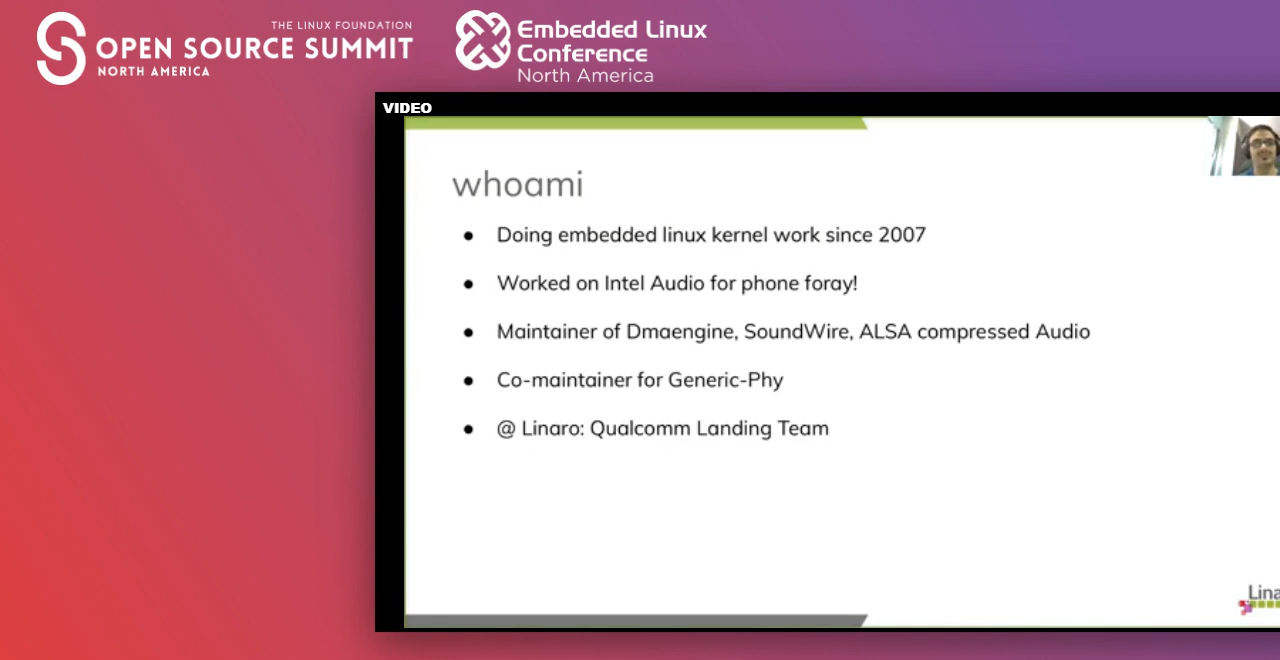 THE LINUX FOUNDATION
OPEN SOURCE SUMMIT
NORTH AMERICA
Embedded Linux
Conference
North America
VIDEO
whoami
● Doing embedded linux kernel work since 2007
● Worked on Intel Audio for phone foray!
● Maintainer of Dmaengine, SoundWire, ALSA compressed Audio
● Co-maintainer for Generic-Phy
● @ Linaro: Qualcomm Landing Team
Lina